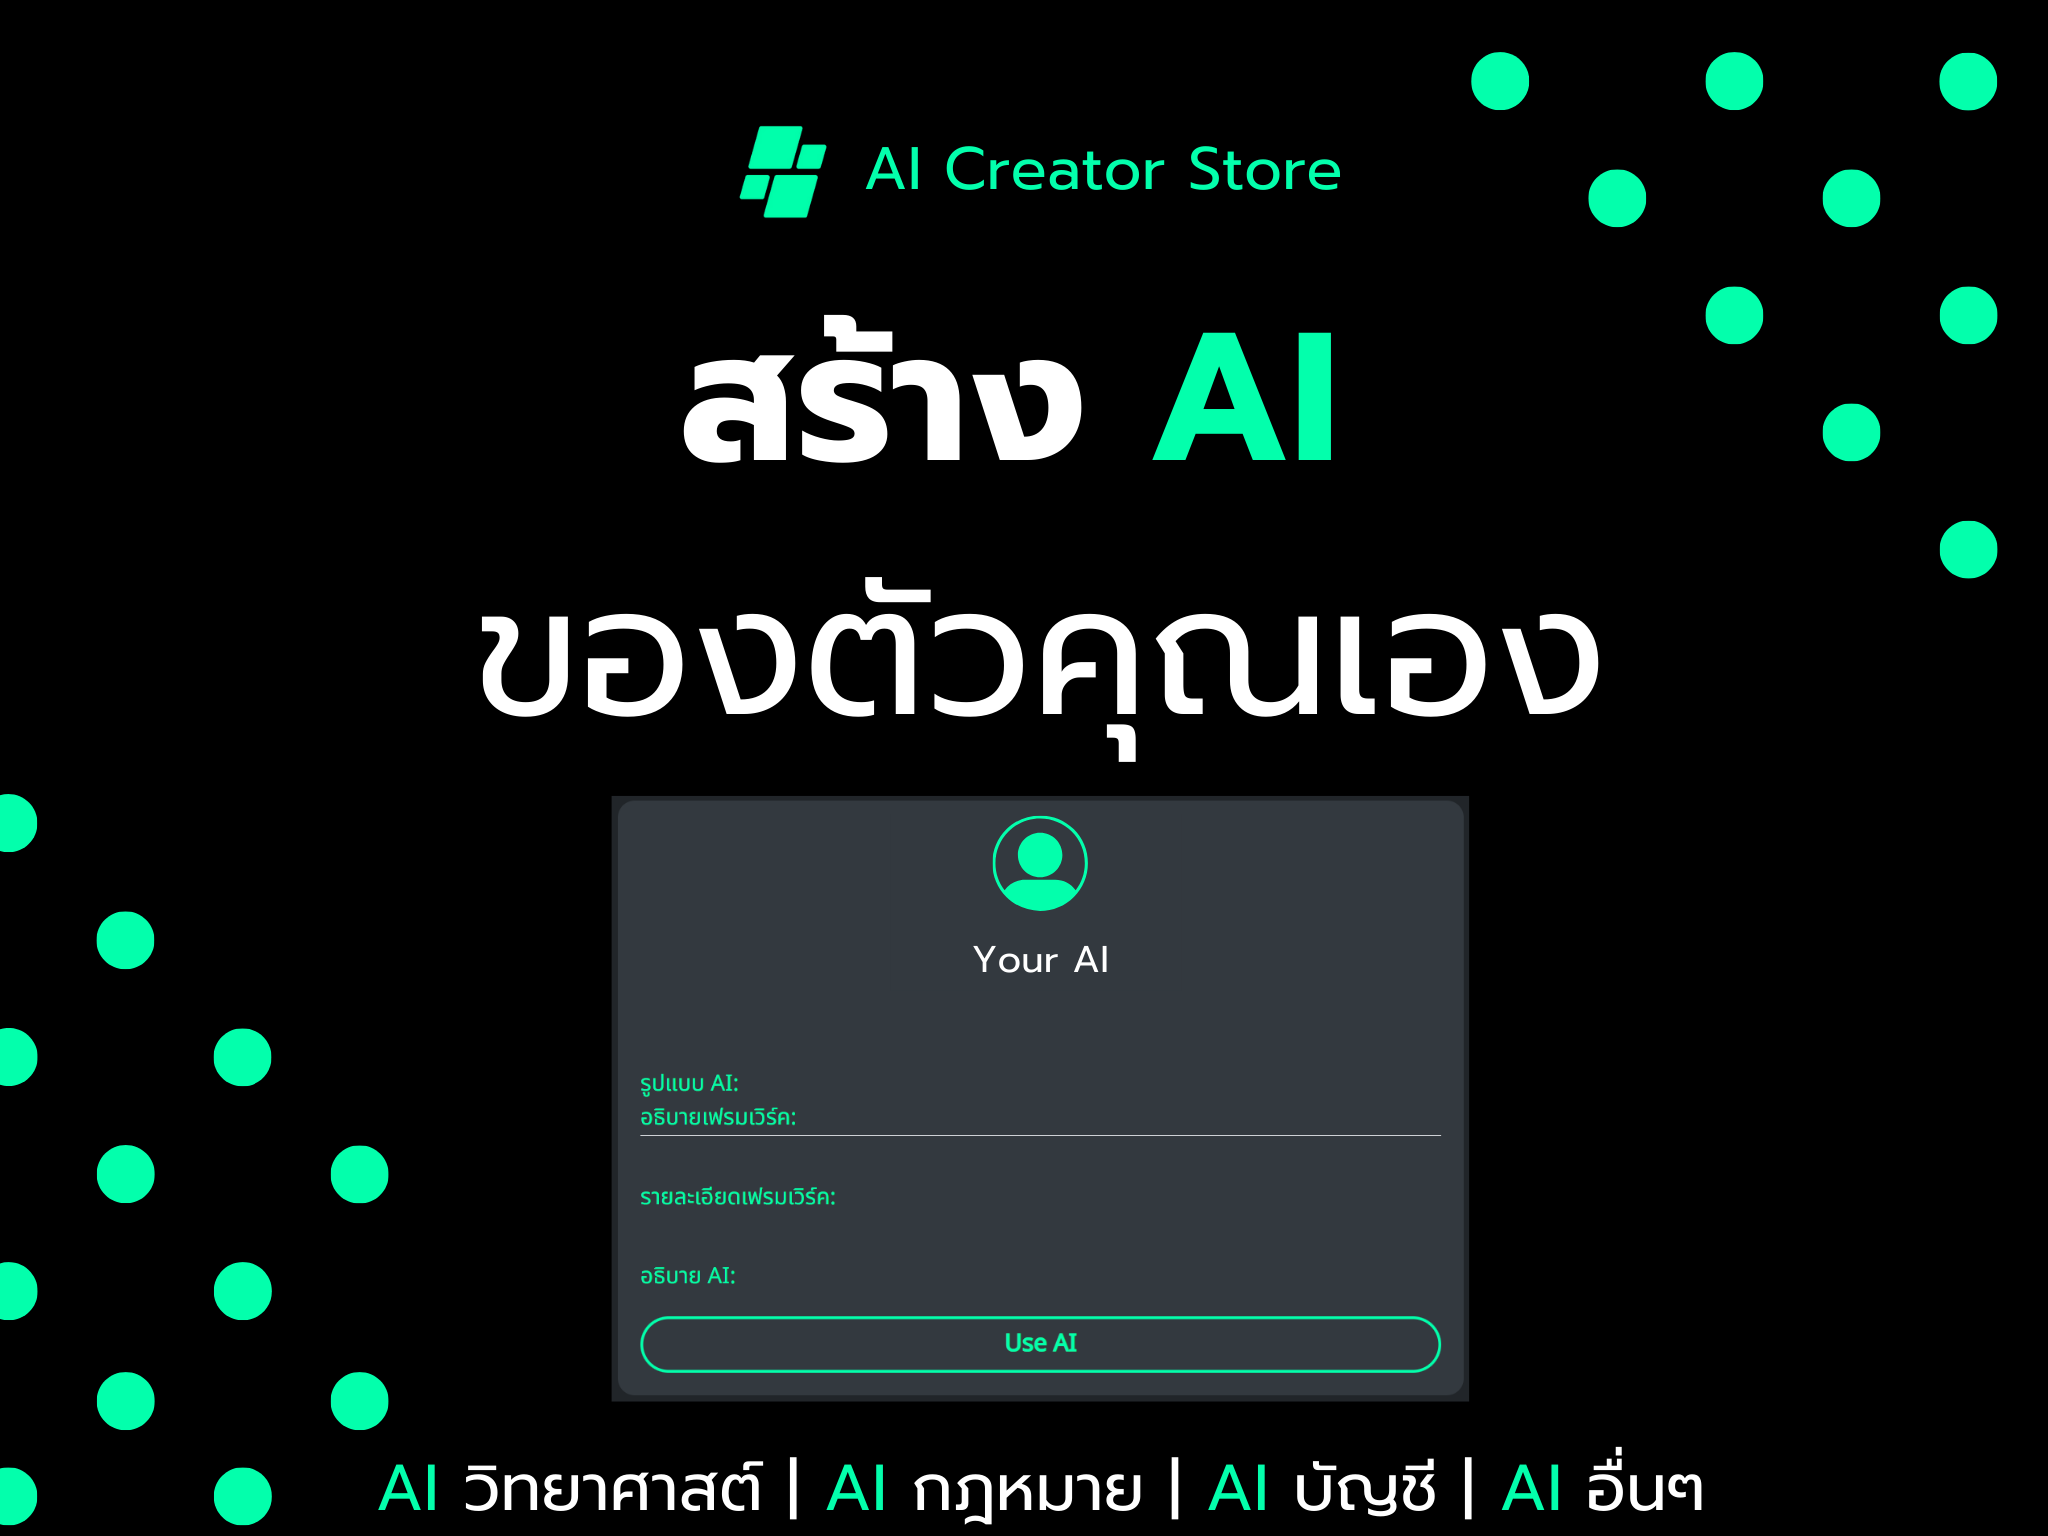 AI Creator Store
สร้าง AI
ของตัวคุณเอง
Your AI
รูปแบบ AI:
อธิบายเฟรมเวิร์ค:
รายละเอียดเฟรมเวิร์ค:
อธิบาย AI:
Use AI
AI วิทยาศาสต์ | AI กฎหมาย | AI บัญชี | AI อื่นๆ